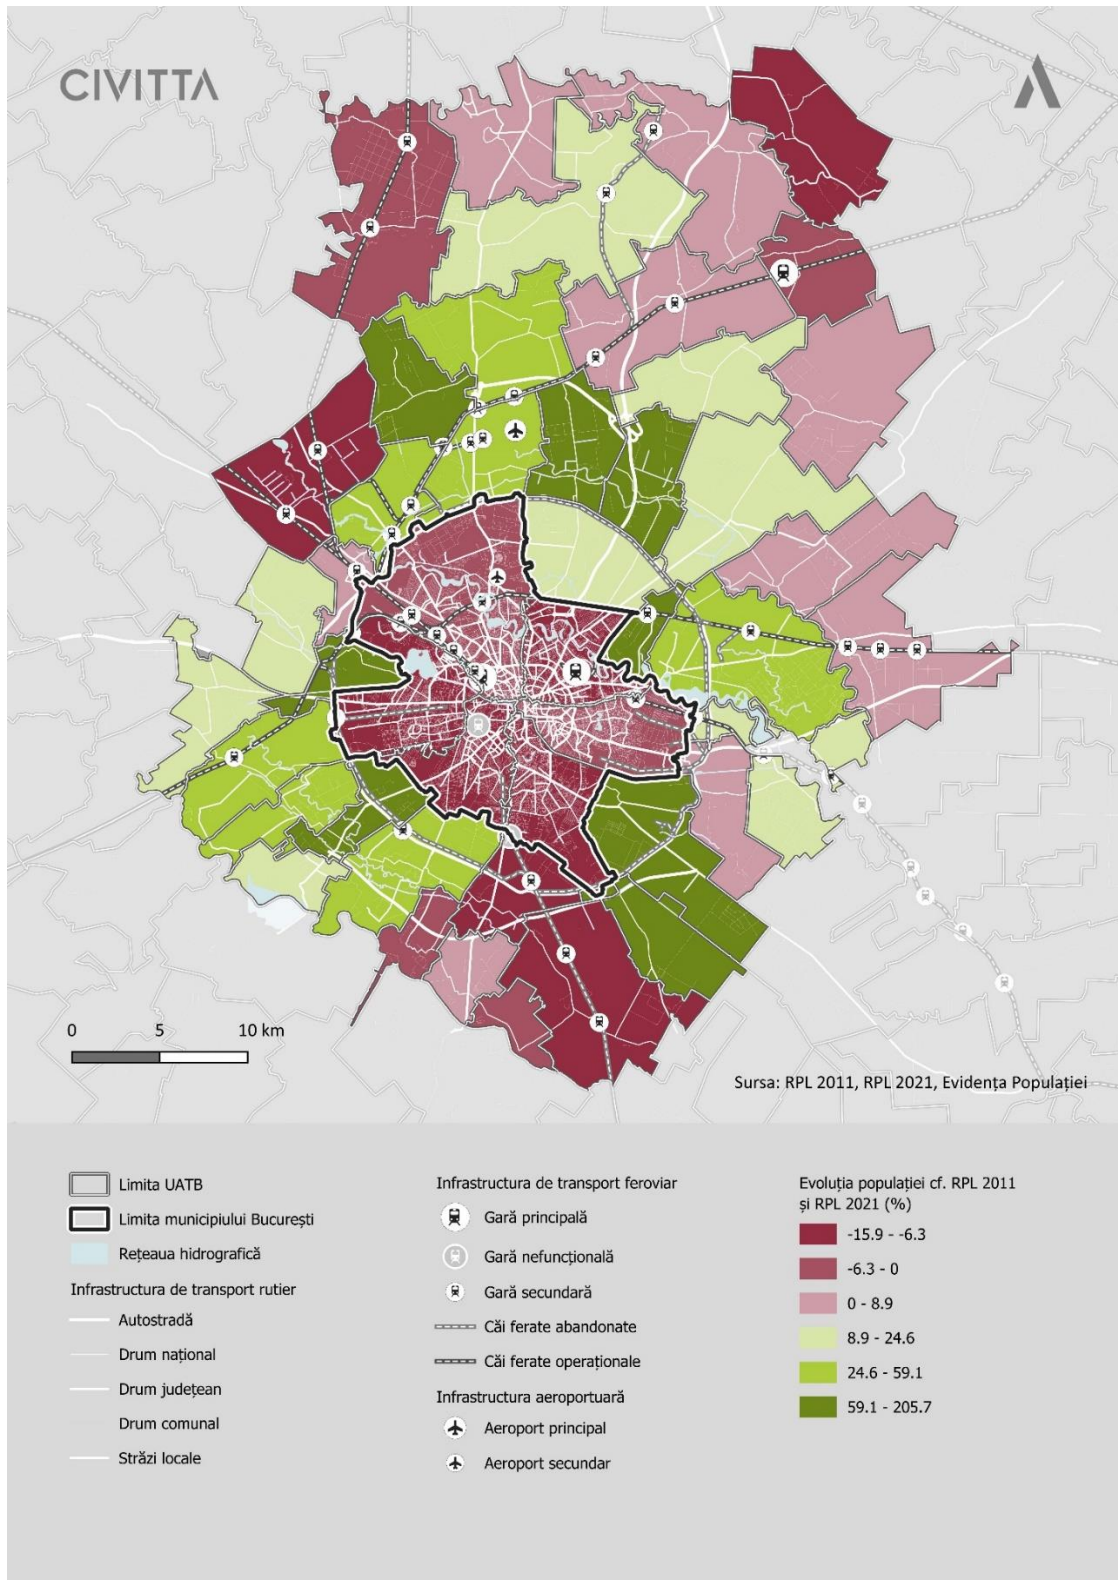 CIVITTA
0 5 10 km
Sursa: RPL 2011, RPL 2021, Evidența Populației
Limita UATB
Limita municipiului București
Rețeaua hidrografică
Infrastructura de transport rutier
Autostradă
Drum național
Drum județean
Drum comunal
Străzi locale
Infrastructura de transport feroviar
Gară principală
Gară nefuncțională
Gară secundară
Căi ferate abandonate
Căi ferate operaționale
Infrastructura aeroportuară
Aeroport principal
Aeroport secundar
Evoluția populației cf. RPL 2011
și RPL 2021 (%)
-15.9 - -6.3
-6.3 - 0
0 - 8.9
8.9 - 24.6
24.6 - 59.1
59.1 - 205.7